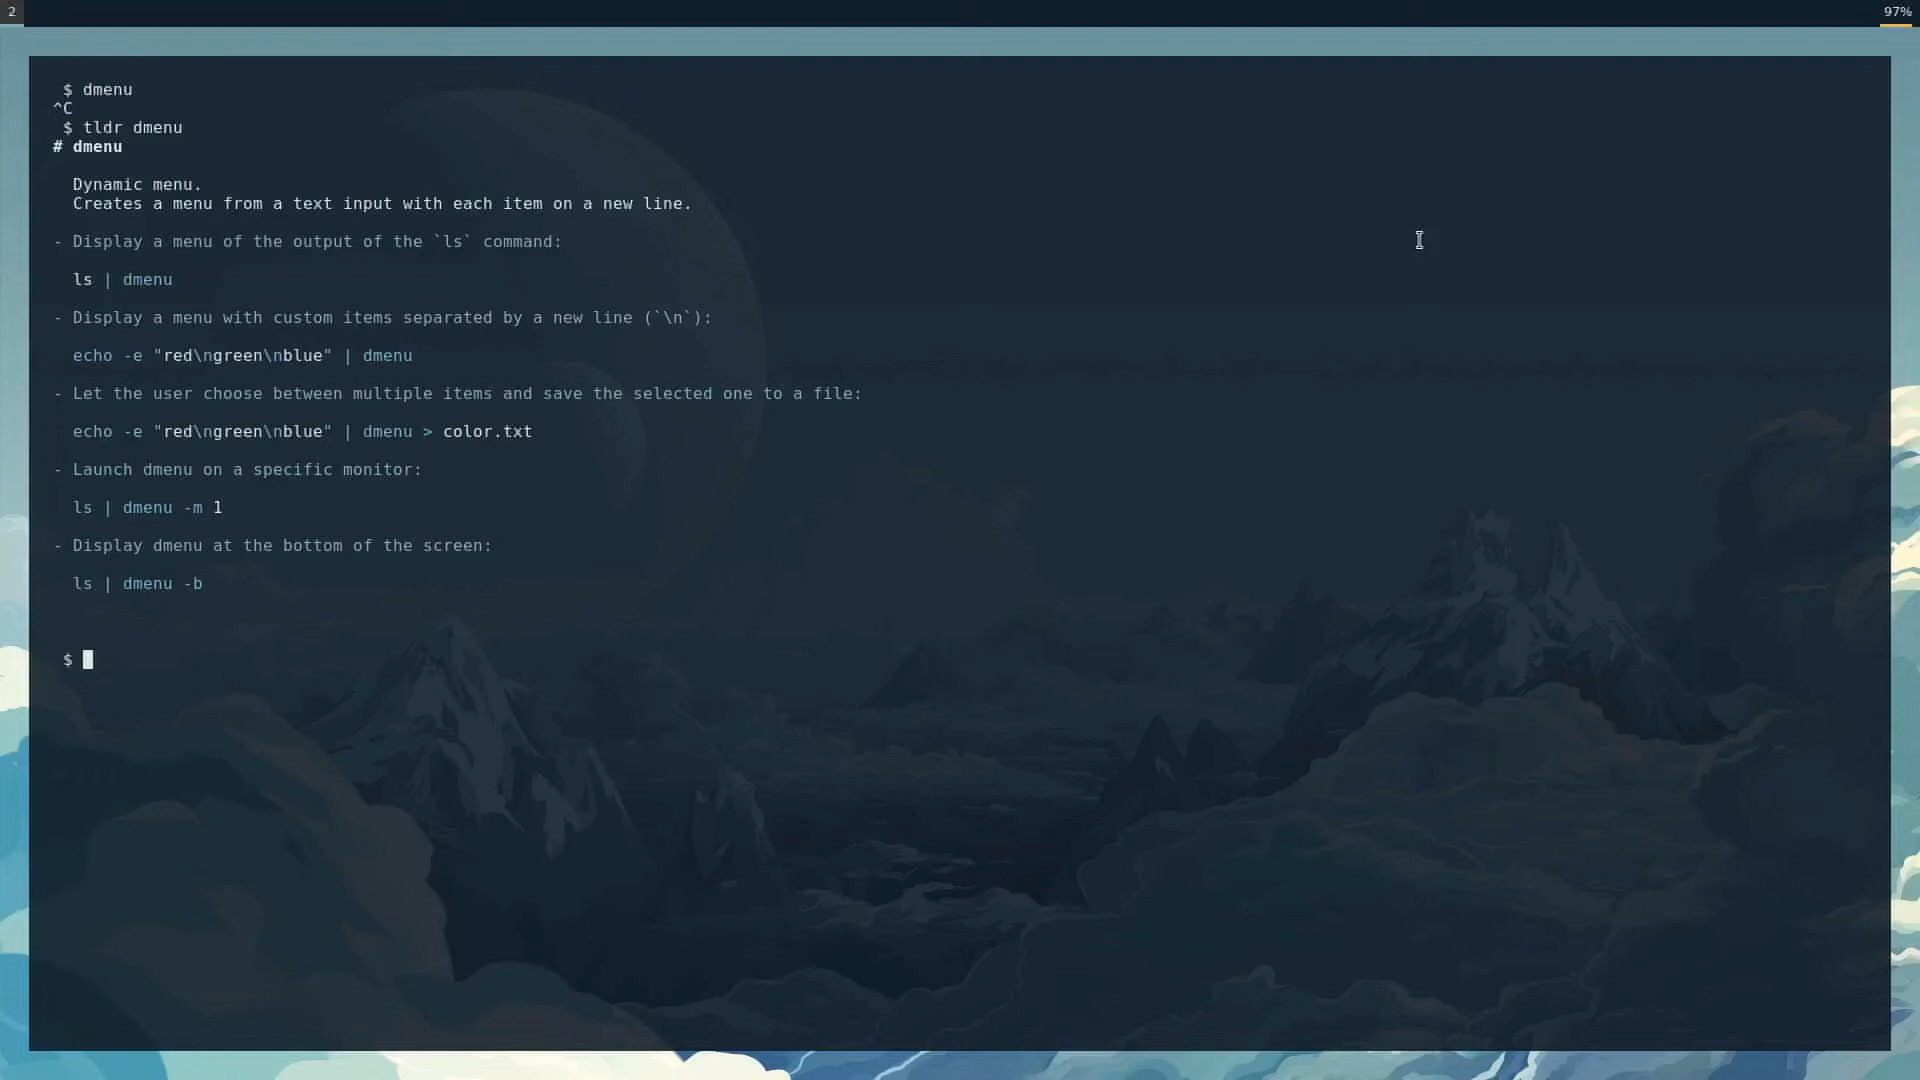 2
97%
$ dmenu
^C
$ tldr dmenu
# dmenu
Dynamic menu.
Creates a menu from a text input with each item on a new line.
- Display a menu of the output of the `ls` command:
ls | dmenu
- Display a menu with custom items separated by a new line (`\n`):
echo -e "red\ngreen\nblue" | dmenu
- Let the user choose between multiple items and save the selected one to a file:
echo -e "red\ngreen\nblue" | dmenu > color.txt
- Launch dmenu on a specific monitor:
ls | dmenu -m 1
- Display dmenu at the bottom of the screen:
ls | dmenu -b
$